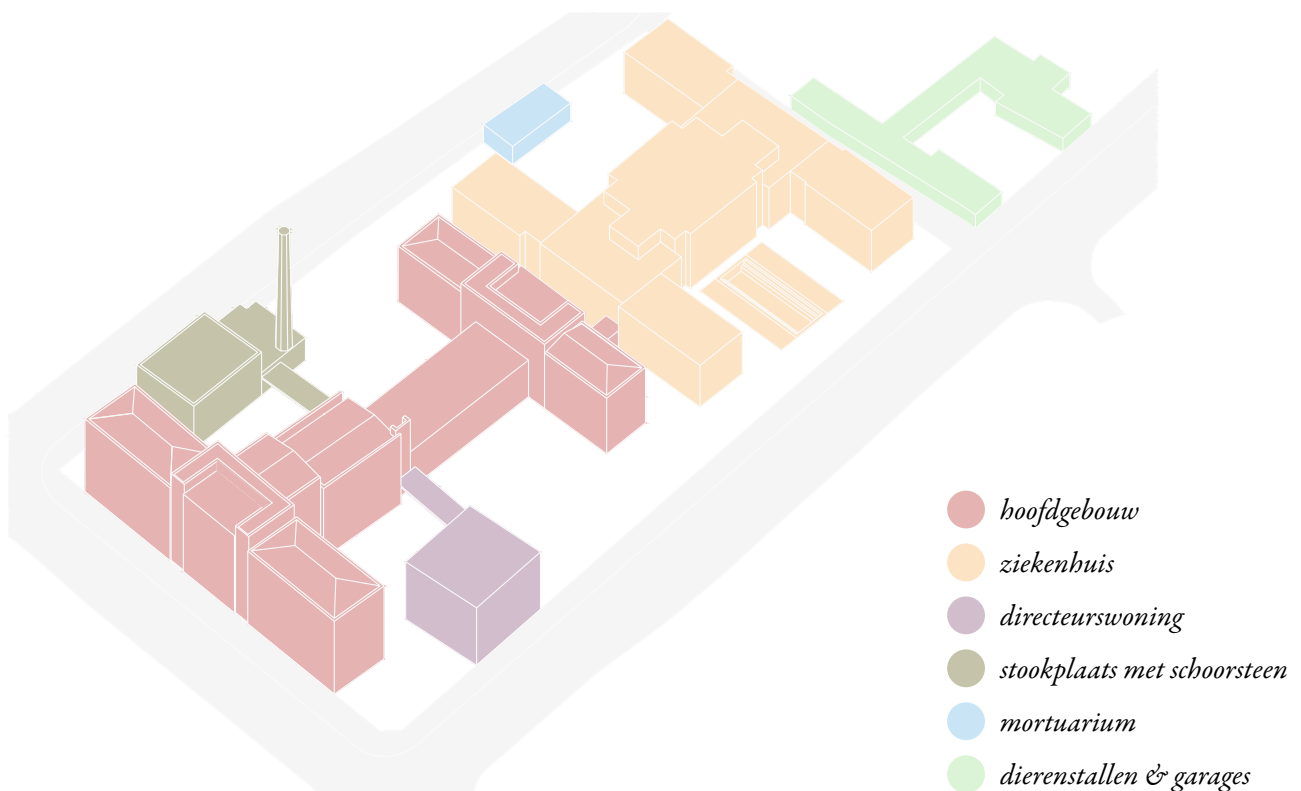 hoofdgebouw
ziekenhuis
directeurswoning
stookplaats met schoorsteen
mortuarium
dierenstallen & garages